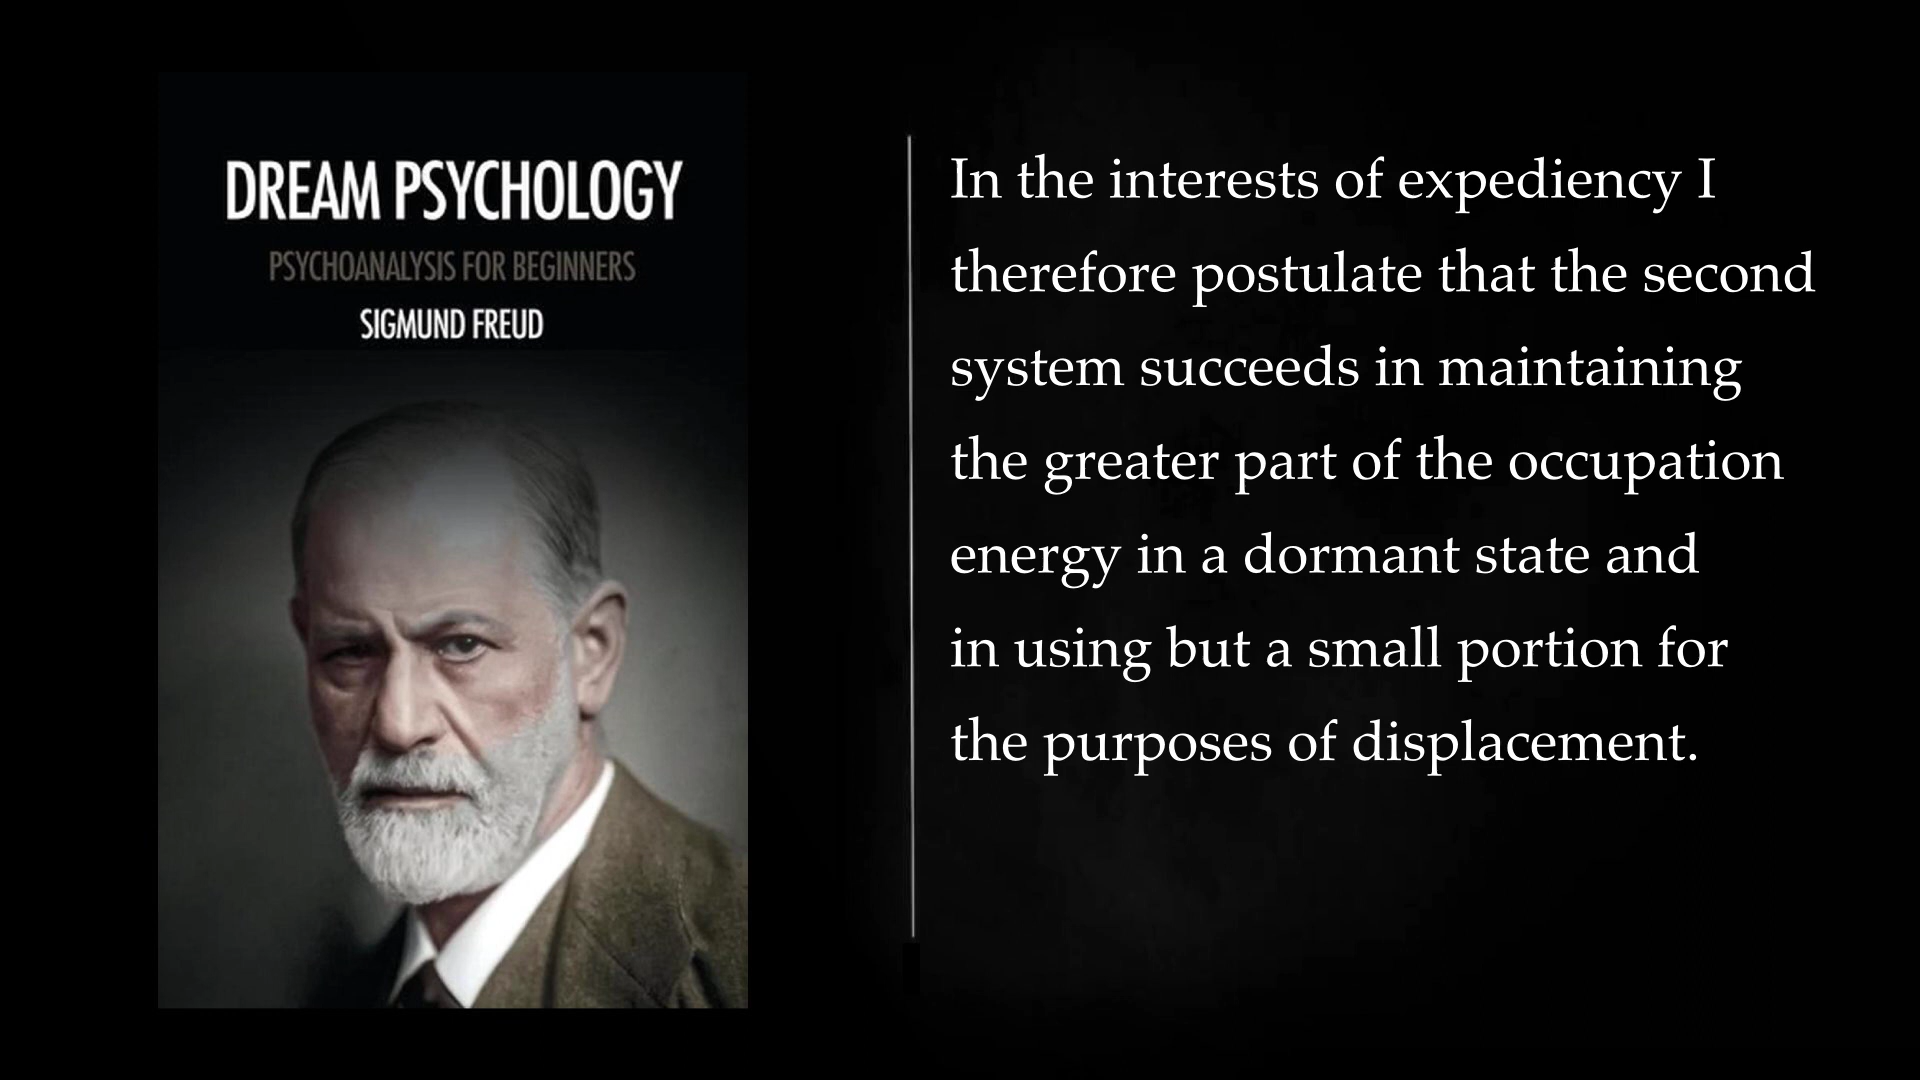 DREAM PSYCHOLOGY
PSYCHOANALYSIS FOR BEGINNERS
SIGMUND FREUD
In the interests of expediency I
therefore postulate that the second
system succeeds in maintaining
the greater part of the occupation
energy in a dormant state and
in using but a small portion for
the purposes of displacement.